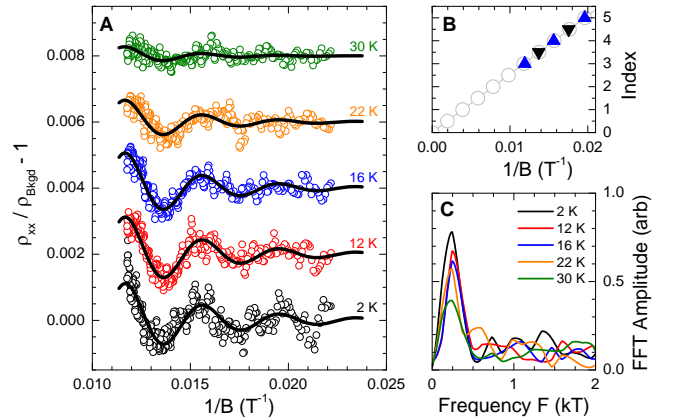 A
0.008
0.006
0.004
0.002
0.000
ρxx / ρBkgd - 1
30 K
22 K
16 K
12 K
2 K
0.010
0.015
0.020
0.025
1/B (T⁻¹)
B
5
4
3
2
1
0
Index
0.00
0.01
0.02
1/B (T⁻¹)
C
2 K
12 K
16 K
22 K
30 K
1.0
0.5
0.0
FFT Amplitude (arb)
0
1
2
Frequency F (kT)